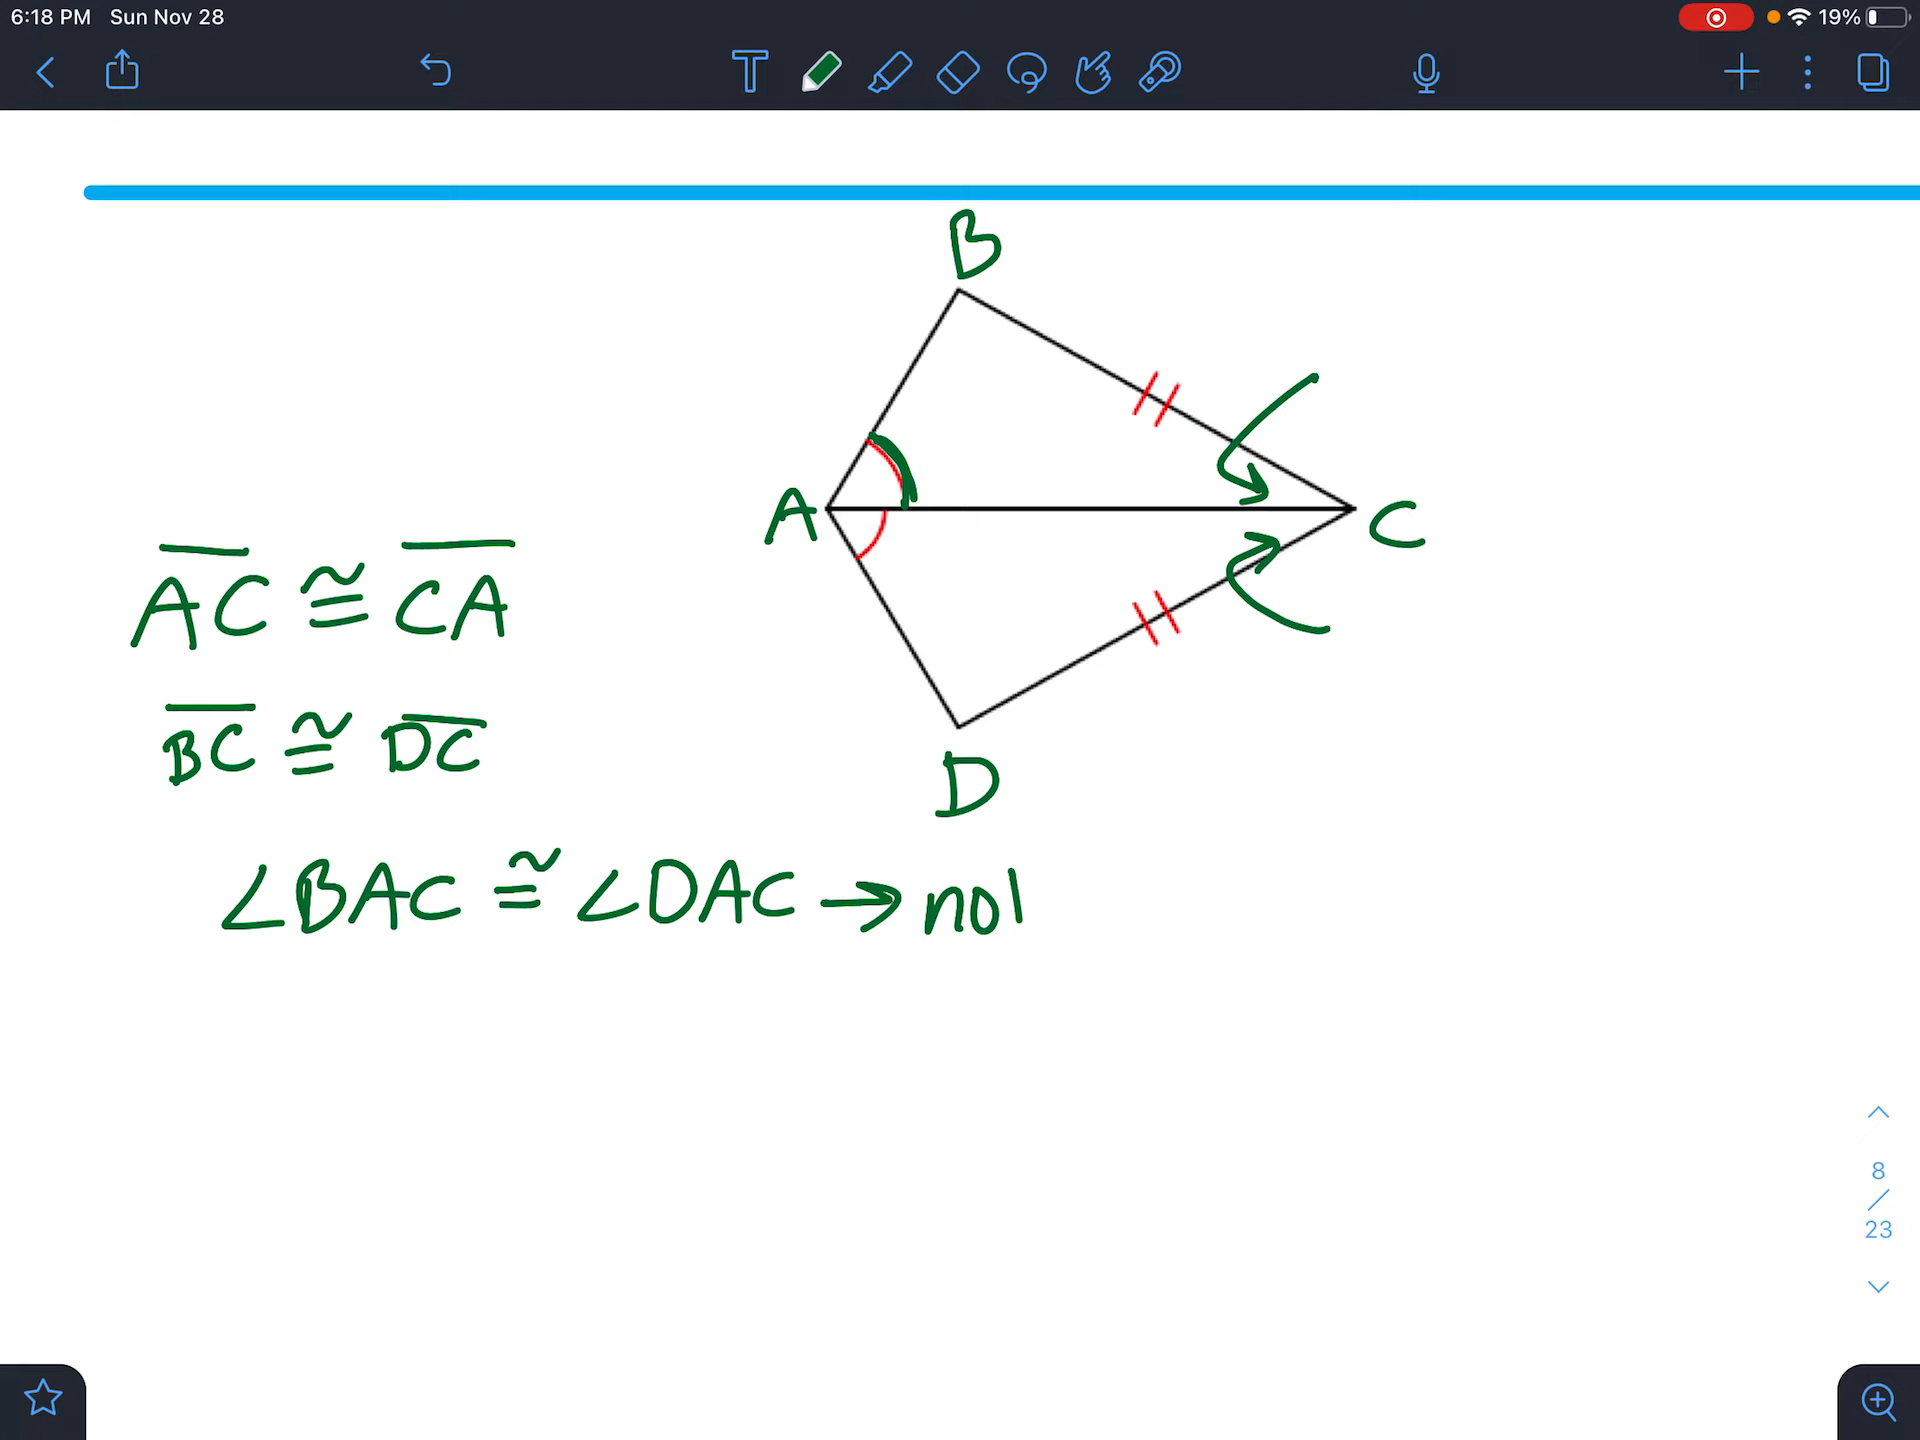 6:18 PM Sun Nov 28
19%
T
B
A
C
D
AC ≅ CA
BC ≅ DC
∠BAC ≅ ∠DAC → nol
8
/
23